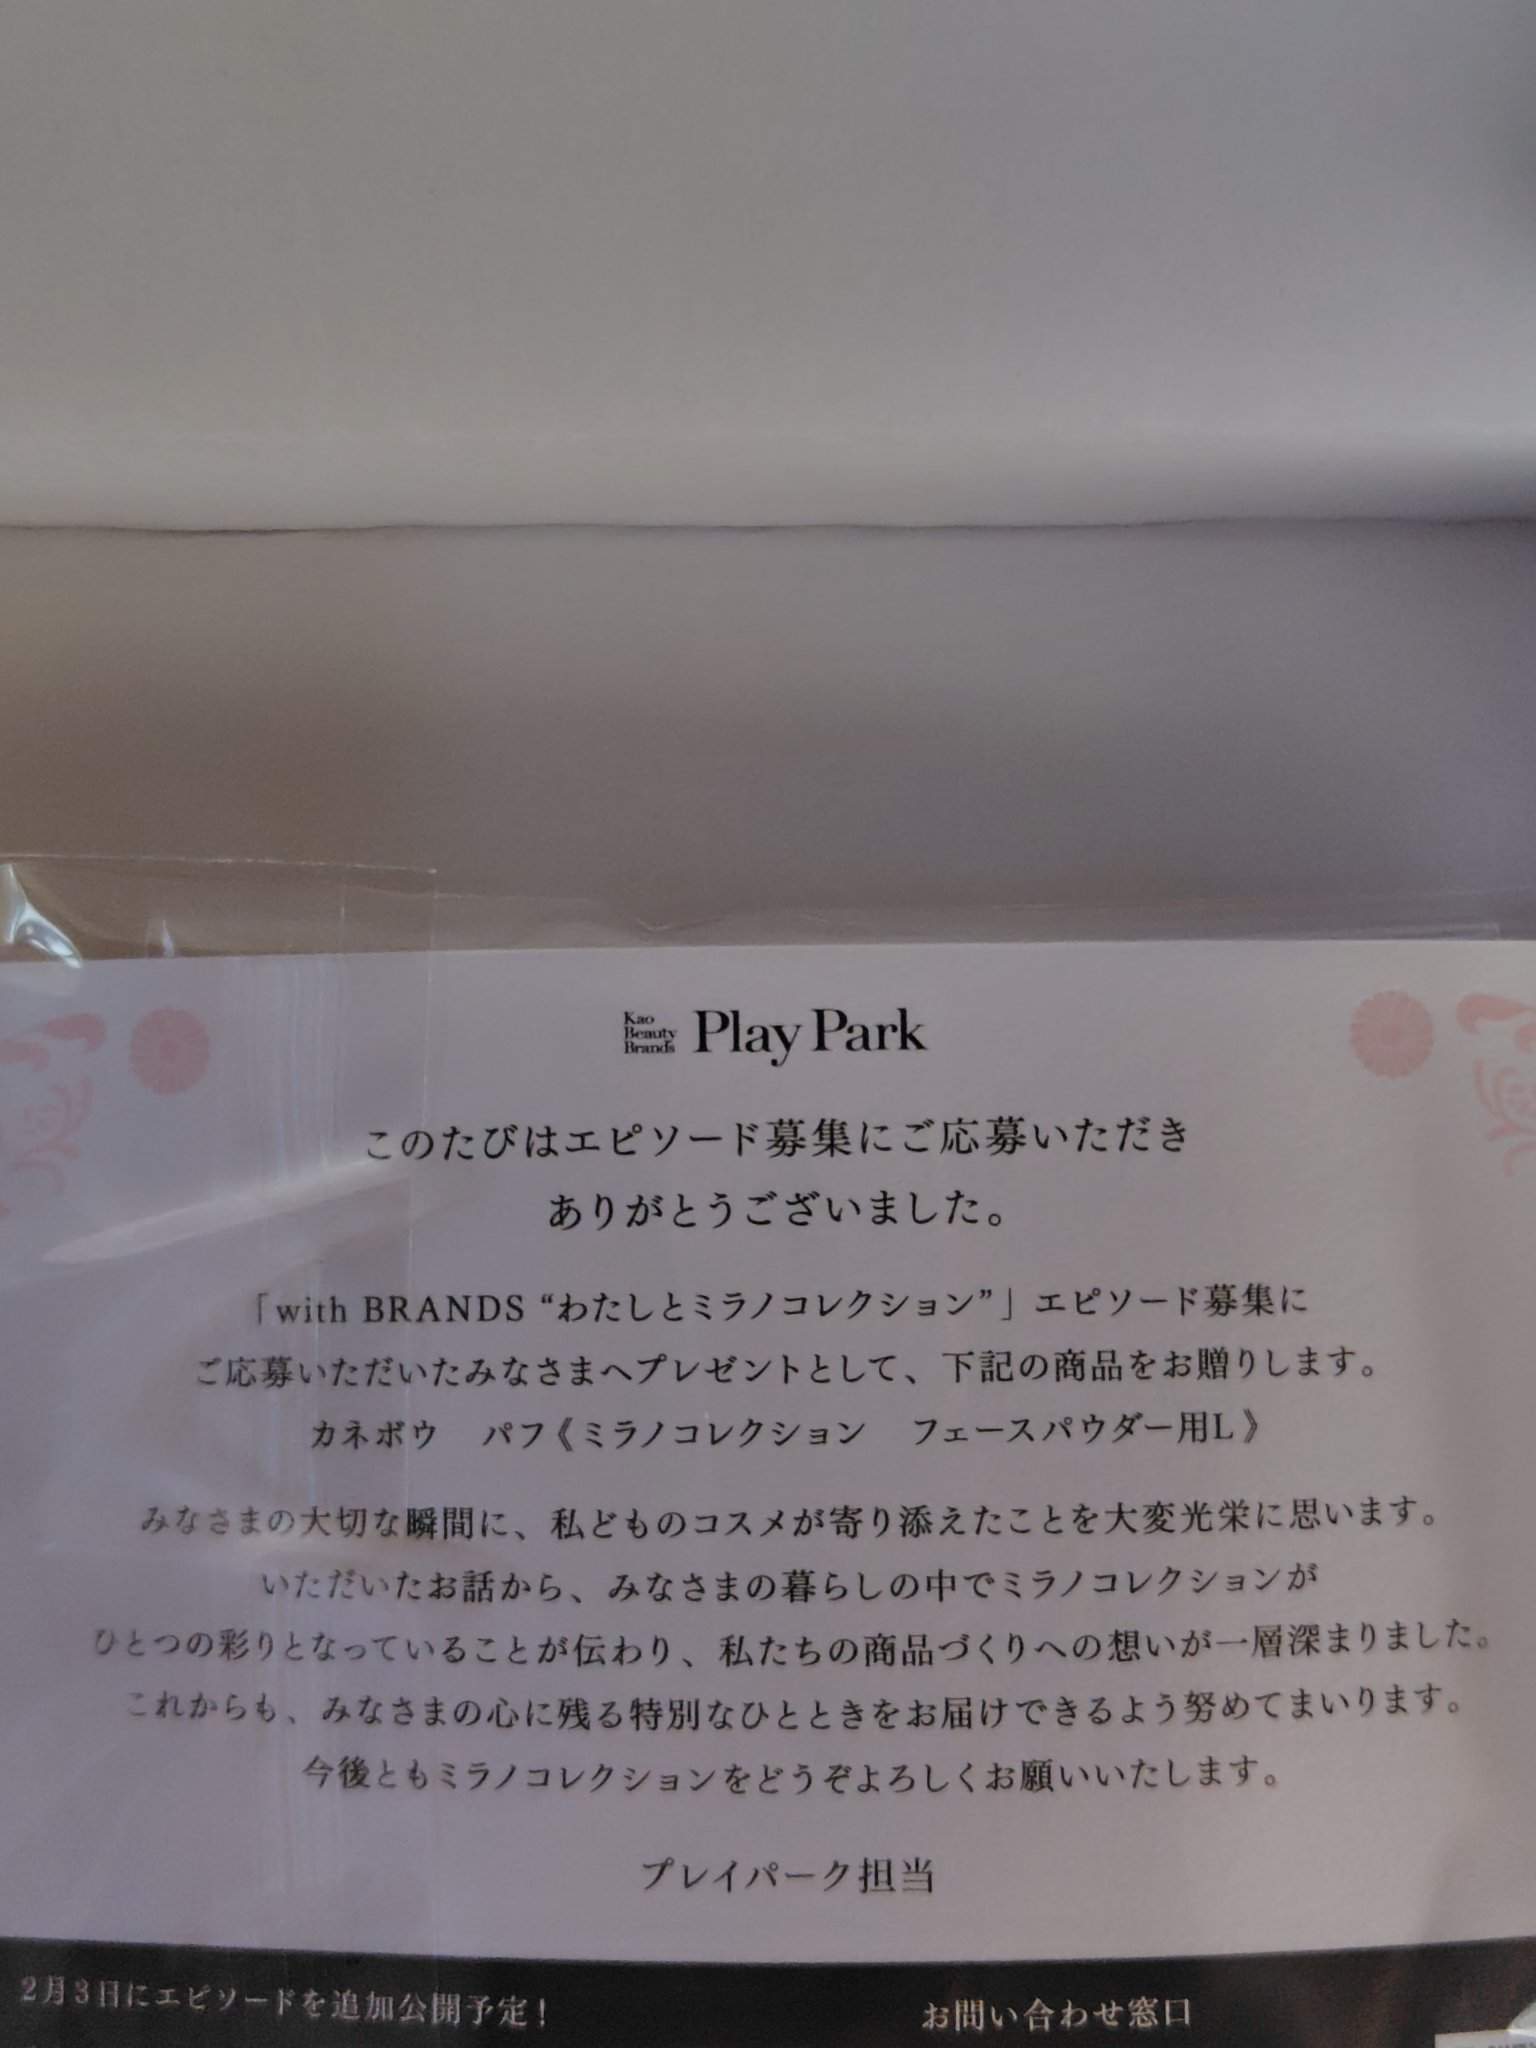 Kao
Beauty
Brands
Play Park
このたびはエピソード募集にご応募いただき
ありがとうございました。
「with BRANDS “わたしとミラノコレクション”」エピソード募集に
ご応募いただいたみなさまへプレゼントとして、下記の商品をお贈りします。
カネボウ　パフ《ミラノコレクション　フェースパウダー用L》
みなさまの大切な瞬間に、私どものコスメが寄り添えたことを大変光栄に思います。
いただいたお話から、みなさまの暮らしの中でミラノコレクションが
ひとつの彩りとなっていることが伝わり、私たちの商品づくりへの想いが一層深まりました。
これからも、みなさまの心に残る特別なひとときをお届けできるよう努めてまいります。
今後ともミラノコレクションをどうぞよろしくお願いいたします。
プレイパーク担当
2月3日にエピソードを追加公開予定!
お問い合わせ窓口